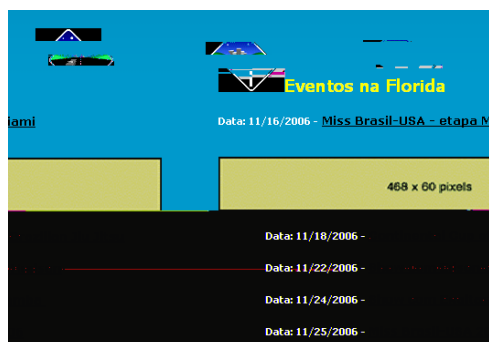 Eventos na Florida
iami
Data: 11/16/2006 - Miss Brasil-USA - etapa M
468 x 60 pixels
Data: 11/18/2006 -
Data: 11/22/2006 -
Data: 11/24/2006 -
Data: 11/25/2006 -